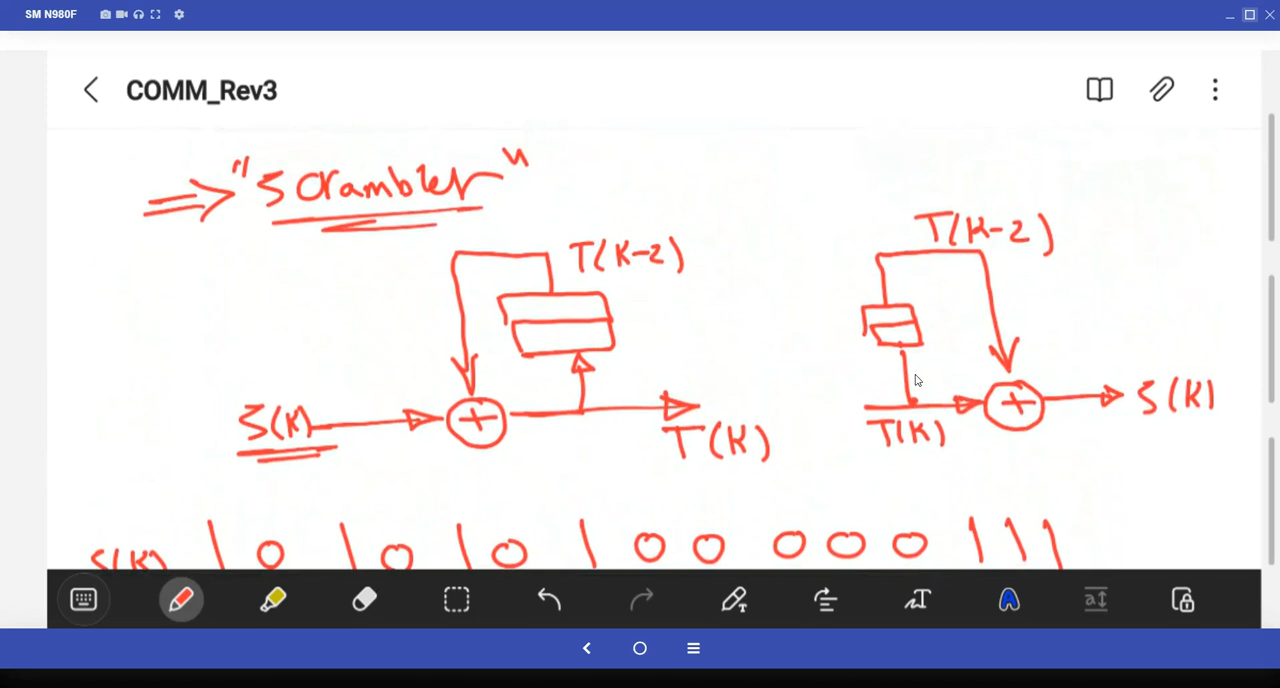 SM N980F
COMM_Rev3
⇒ "Scrambler"
T(K-2)
T(K-2)
S(K)
+
T(K)
T(K)
+
S(K)
S(K) 1 0 1 0 1 0 1 0 0 0 0 0 1 1 1
T
A
a